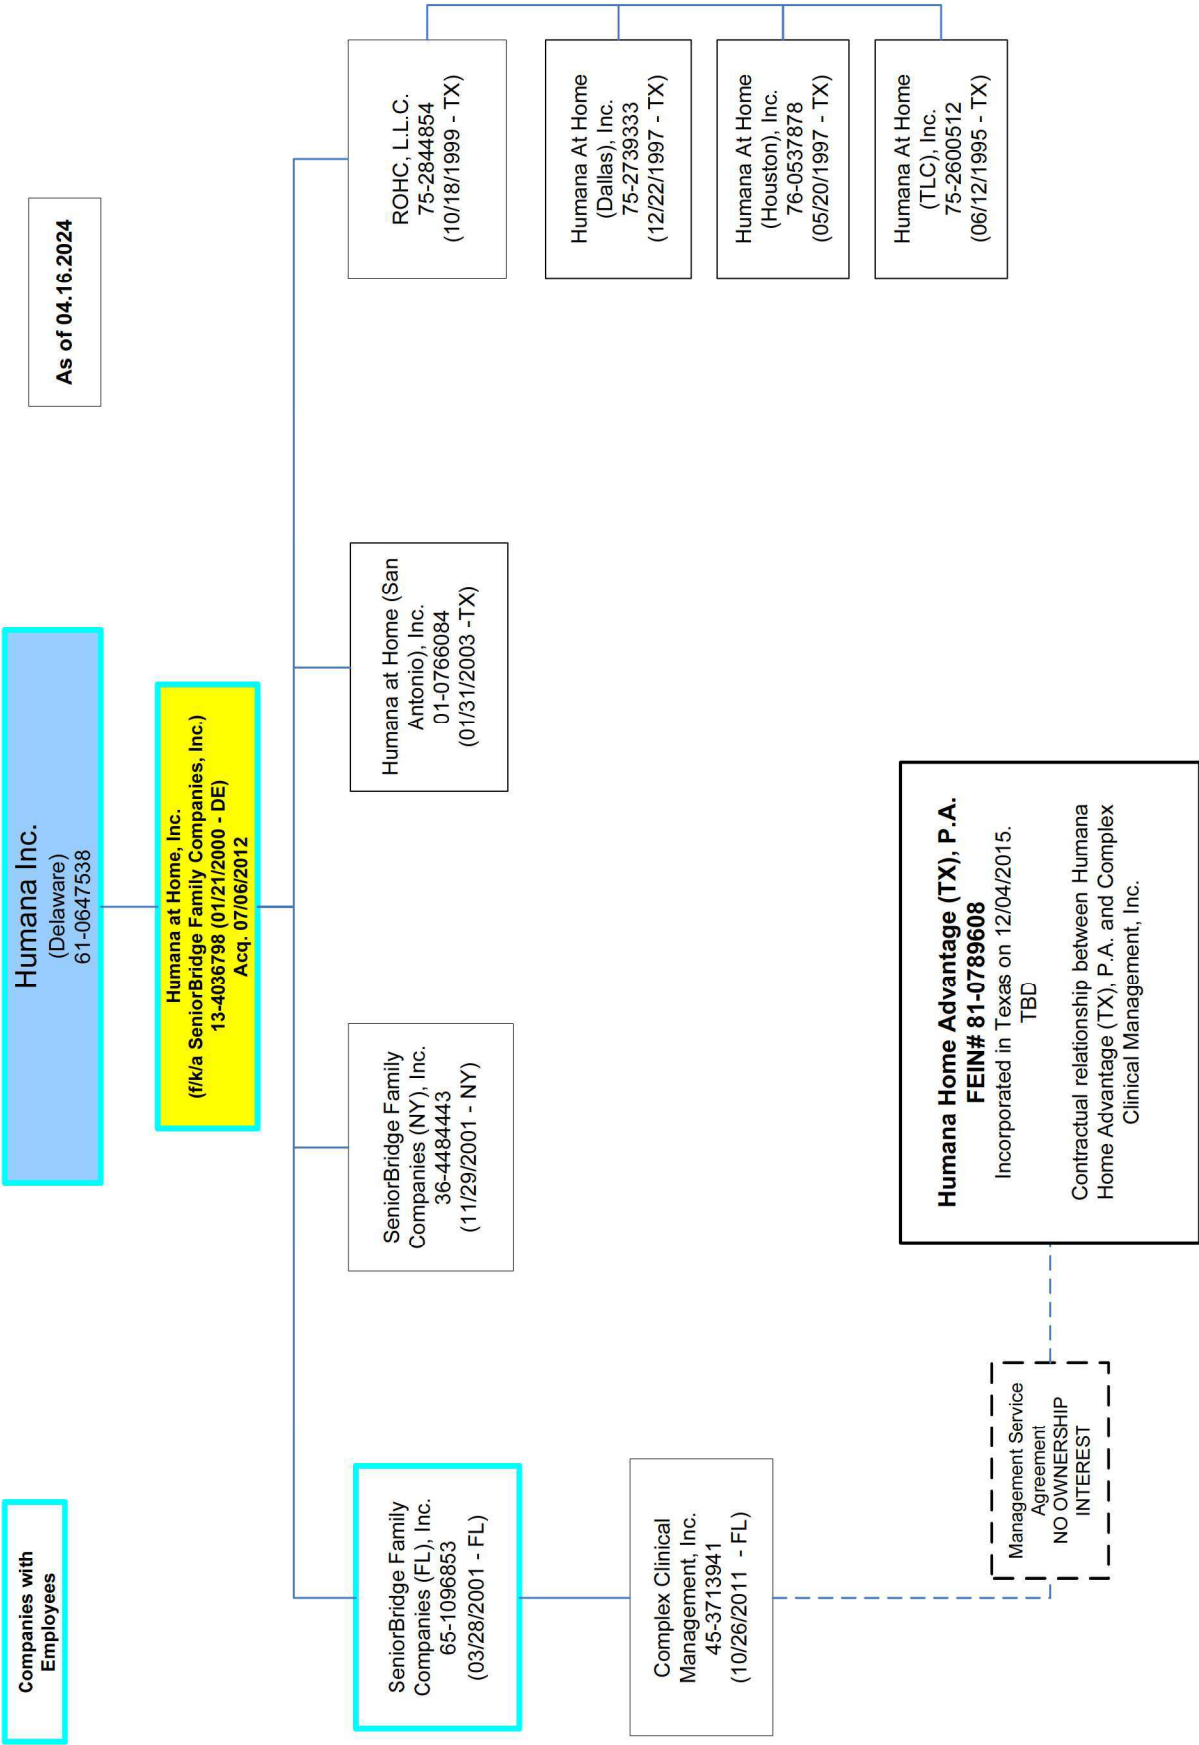 Companies with
Employees
Humana Inc.
(Delaware)
61-0647538
As of 04.16.2024
Humana at Home, Inc.
(f/k/a SeniorBridge Family Companies, Inc.)
13-4036798 (01/21/2000 - DE)
Acq. 07/06/2012
SeniorBridge Family
Companies (FL), Inc.
65-1096853
(03/28/2001 - FL)
SeniorBridge Family
Companies (NY), Inc.
36-4484443
(11/29/2001 - NY)
Humana at Home (San
Antonio), Inc.
01-0766084
(01/31/2003 -TX)
ROHC, L.L.C.
75-2844854
(10/18/1999 - TX)
Humana At Home
(Dallas), Inc.
75-2739333
(12/22/1997 - TX)
Complex Clinical
Management, Inc.
45-3713941
(10/26/2011 - FL)
Humana At Home
(Houston), Inc.
76-0537878
(05/20/1997 - TX)
Humana At Home
(TLC), Inc.
75-2600512
(06/12/1995 - TX)
Management Service
Agreement
NO OWNERSHIP
INTEREST
Humana Home Advantage (TX), P.A.
FEIN# 81-0789608
Incorporated in Texas on 12/04/2015.
TBD
Contractual relationship between Humana
Home Advantage (TX), P.A. and Complex
Clinical Management, Inc.